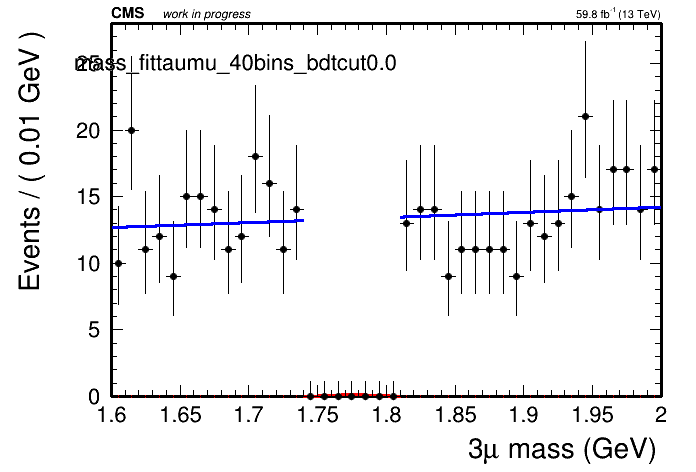 CMS work in progress 59.8 fb-1 (13 TeV)
mass_fittaumu_40bins_bdtcut0.0
Events / ( 0.01 GeV )
25
20
15
10
5
0
1.6 1.65 1.7 1.75 1.8 1.85 1.9 1.95 2
3μ mass (GeV)